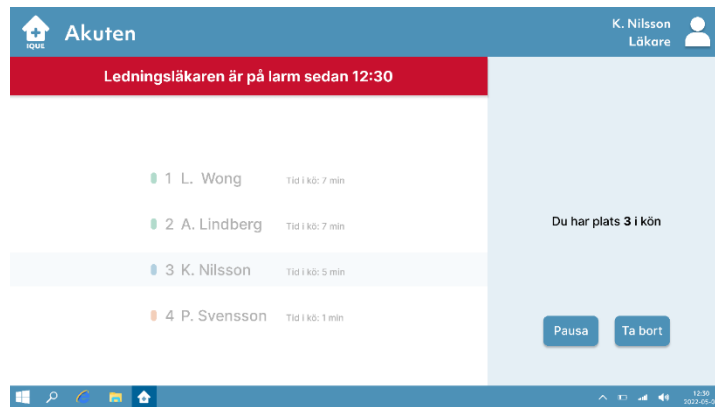 IQUE
Akuten
K. Nilsson
Läkare
Ledningsläkaren är på larm sedan 12:30
1 L. Wong Tid i kö: 7 min
2 A. Lindberg Tid i kö: 7 min
3 K. Nilsson Tid i kö: 5 min
4 P. Svensson Tid i kö: 1 min
Du har plats 3 i kön
Pausa
Ta bort
12:30